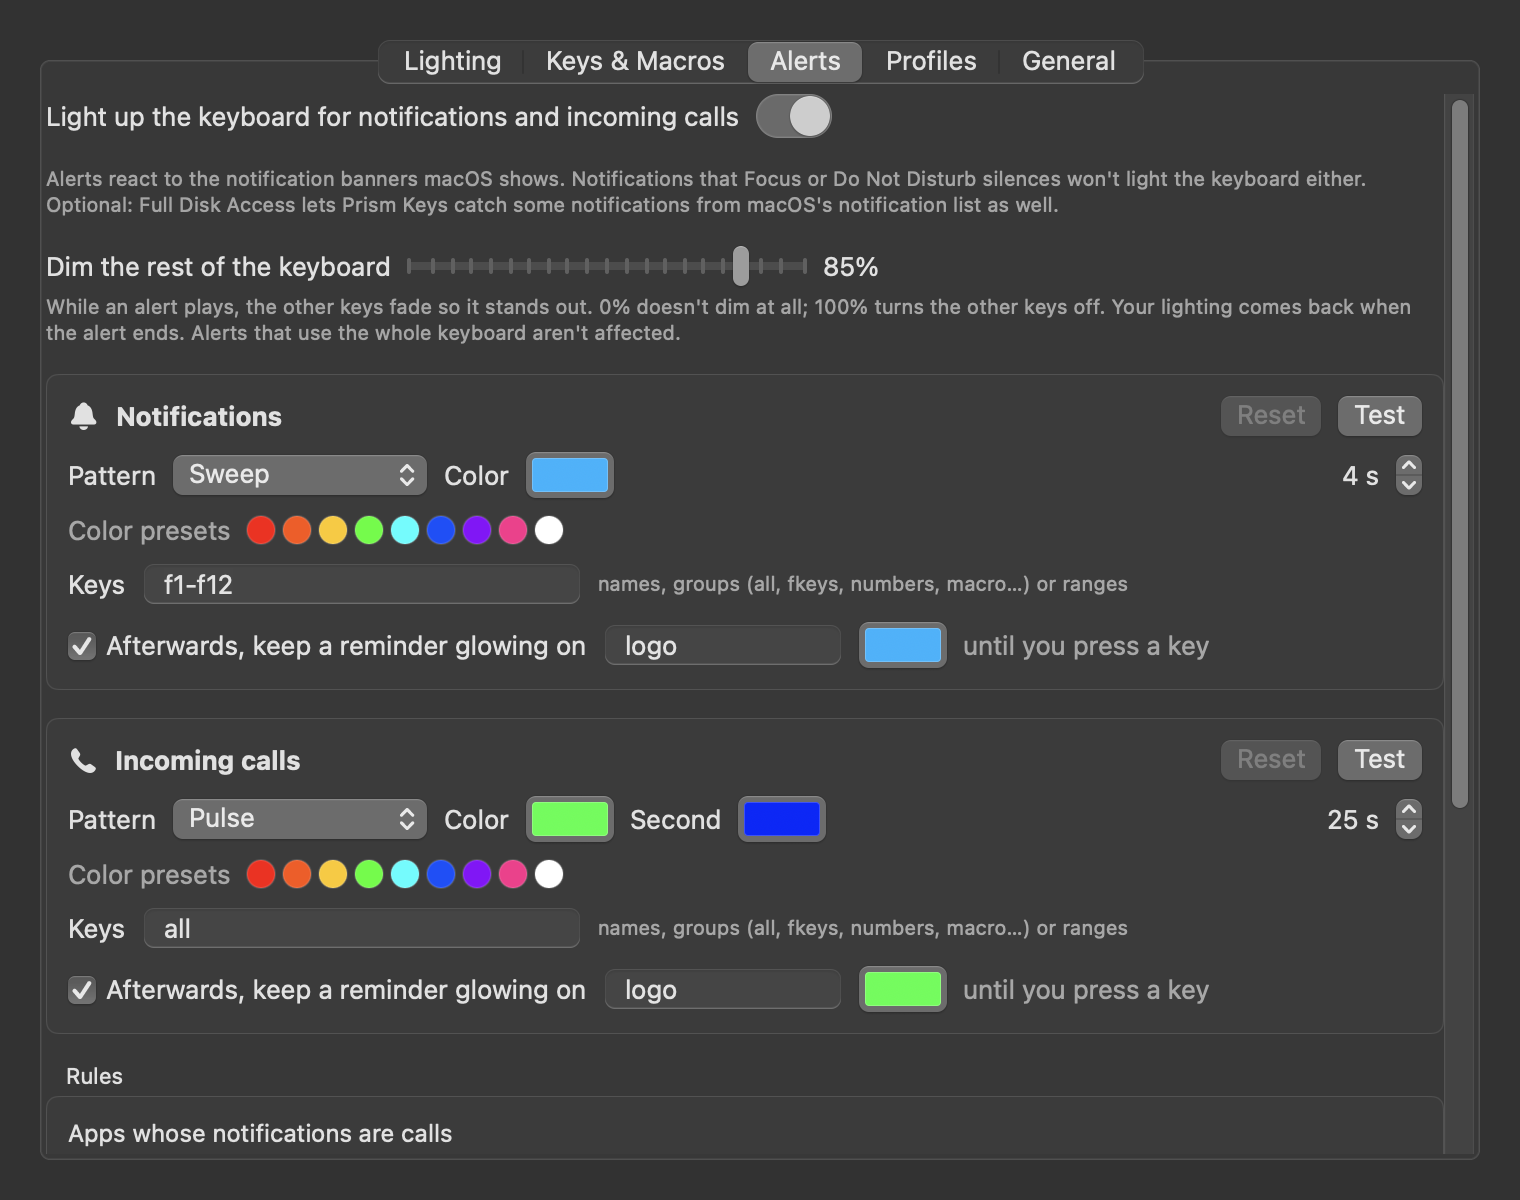 Lighting Keys & Macros Alerts Profiles General
Light up the keyboard for notifications and incoming calls
Alerts react to the notification banners macOS shows. Notifications that Focus or Do Not Disturb silences won't light the keyboard either.
Optional: Full Disk Access lets Prism Keys catch some notifications from macOS's notification list as well.
Dim the rest of the keyboard 85%
While an alert plays, the other keys fade so it stands out. 0% doesn't dim at all; 100% turns the other keys off. Your lighting comes back when
the alert ends. Alerts that use the whole keyboard aren't affected.
Notifications Reset Test
Pattern Sweep Color 4 s
Color presets
Keys f1-f12 names, groups (all, fkeys, numbers, macro...) or ranges
Afterwards, keep a reminder glowing on logo until you press a key
Incoming calls Reset Test
Pattern Pulse Color Second 25 s
Color presets
Keys all names, groups (all, fkeys, numbers, macro...) or ranges
Afterwards, keep a reminder glowing on logo until you press a key
Rules
Apps whose notifications are calls